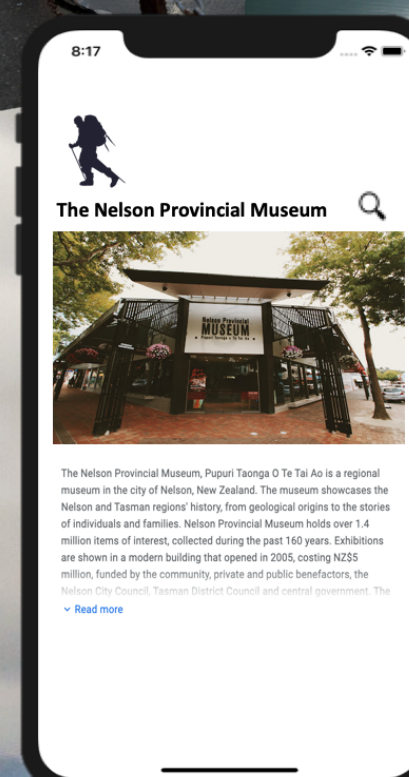 8:17
The Nelson Provincial Museum
Nelson Provincial
MUSEUM
Pupuri Taonga o Te Tai Ao
The Nelson Provincial Museum, Pupuri Taonga O Te Tai Ao is a regional
museum in the city of Nelson, New Zealand. The museum showcases the
Nelson and Tasman regions' history, from geological origins to the stories
of individuals and families. Nelson Provincial Museum holds over 1.4
million items of interest, collected during the past 160 years. Exhibitions
are shown in a modern building that opened in 2005, costing NZ$5
million, funded by the community, private and public benefactors, the
Nelson City Council, Tasman District Council and central government. The
Read more